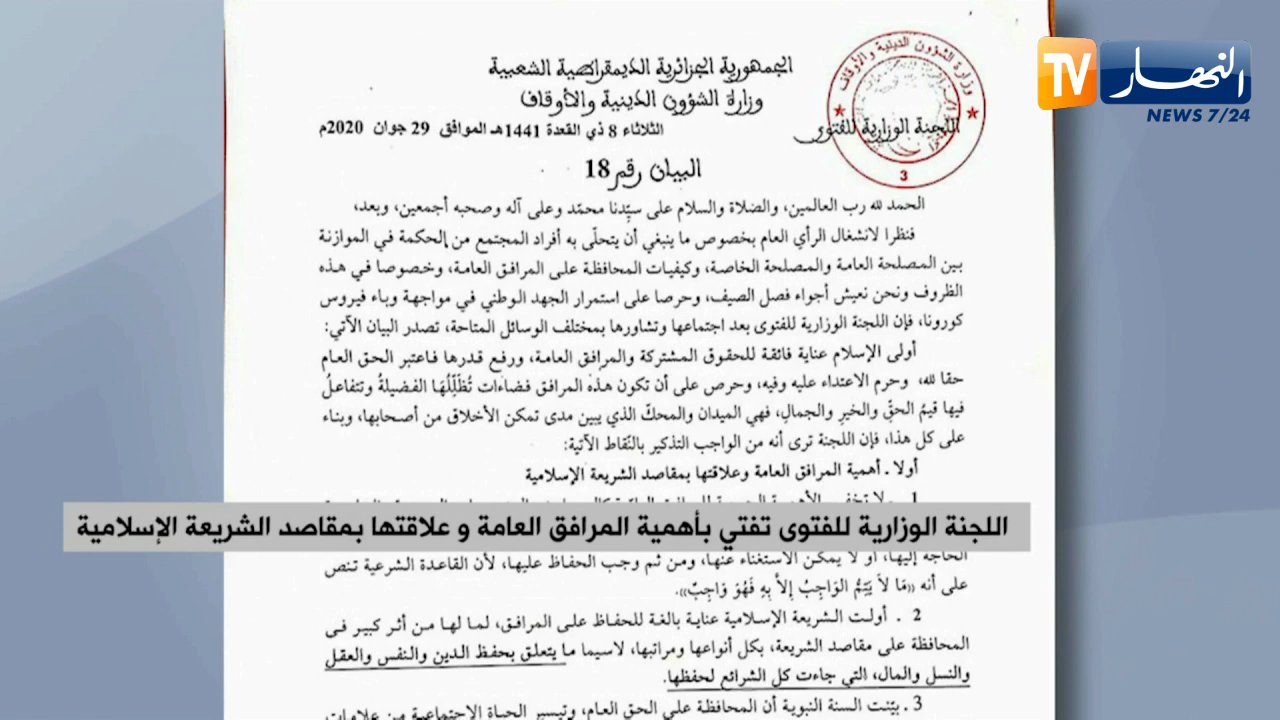 الجمهورية الجزائرية الديمقراطية الشعبية
وزارة الشؤون الدينية والأوقاف
الثلاثاء 8 ذي القعدة 1441هـ الموافق 29 جوان 2020م
اللجنة الوزارية للفتوى
وزارة الشؤون الدينية والأوقاف
3
TV النهار
NEWS 7/24
البيان رقم 18
الحمد لله رب العالمين، والصلاة والسلام على سيِّدنا محمّد وعلى آله وصحبه أجمعين، وبعد،
فنظرا لانشغال الرأي العام بخصوص ما ينبغي أن يتحلّى به أفراد المجتمع من الحكمة في الموازنة
بين المصلحة العامة والمصلحة الخاصة، وكيفيات المحافظة على المرافق العامة، وخصوصا في هذه
الظروف ونحن نعيش أجواء فصل الصيف، وحرصا على استمرار الجهد الوطني في مواجهة وباء فيروس
كورونا، فإن اللجنة الوزارية للفتوى بعد اجتماعها وتشاورها بمختلف الوسائل المتاحة، تصدر البيان الآتي:
أولى الإسلام عناية فائقة للحقوق المشتركة والمرافق العامة، ورفع قدرها فاعتبر الحق العام
حقا لله، وحرم الاعتداء عليه وفيه، وحرص على أن تكون هذه المرافق فضاءات تُظَلِّلُهَا الفضيلةُ وتتفاعلُ
فيها قيمُ الحقِّ والخيرِ والجمالِ، فهي الميدان والمحكّ الذي يبين مدى تمكن الأخلاق من أصحابها، وبناء
على كل هذا، فإن اللجنة ترى أنه من الواجب التذكير بالنّقاط الآتية:
أولا ـ أهمية المرافق العامة وعلاقتها بمقاصد الشريعة الإسلامية
اللجنة الوزارية للفتوى تفتي بأهمية المرافق العامة و علاقتها بمقاصد الشريعة الإسلامية
الحاجة إليها، أو لا يمكن الاستغناء عنها، ومن ثم وجب الحفاظ عليها، لأن القاعدة الشرعية تنص
على أنه «مَا لاَ يَتِمُّ الوَاجِبُ إلاَّ بِهِ فَهُوَ وَاجِبٌ».
2 . أولت الشريعة الإسلامية عناية بالغة للحفاظ على المرافق، لما لها من أثر كبير في
المحافظة على مقاصد الشريعة، بكل أنواعها ومراتبها، لاسيما ما يتعلق بحفظ الدين والنفس والعقل
والنسل والمال، التي جاءت كل الشرائع لحفظها.
3 . بيّنت السنة النبوية أن المحافظة على الحق العام، وتيسير الحياة الاجتماعية من علامات